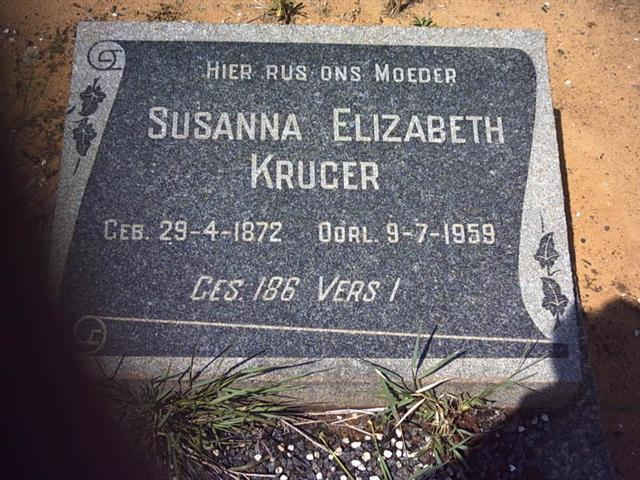 HIER RUS ONS MOEDER
SUSANNA ELIZABETH
KRUGER
GEB. 29-4-1872 OORL. 9-7-1959
GES. 186 VERS 1